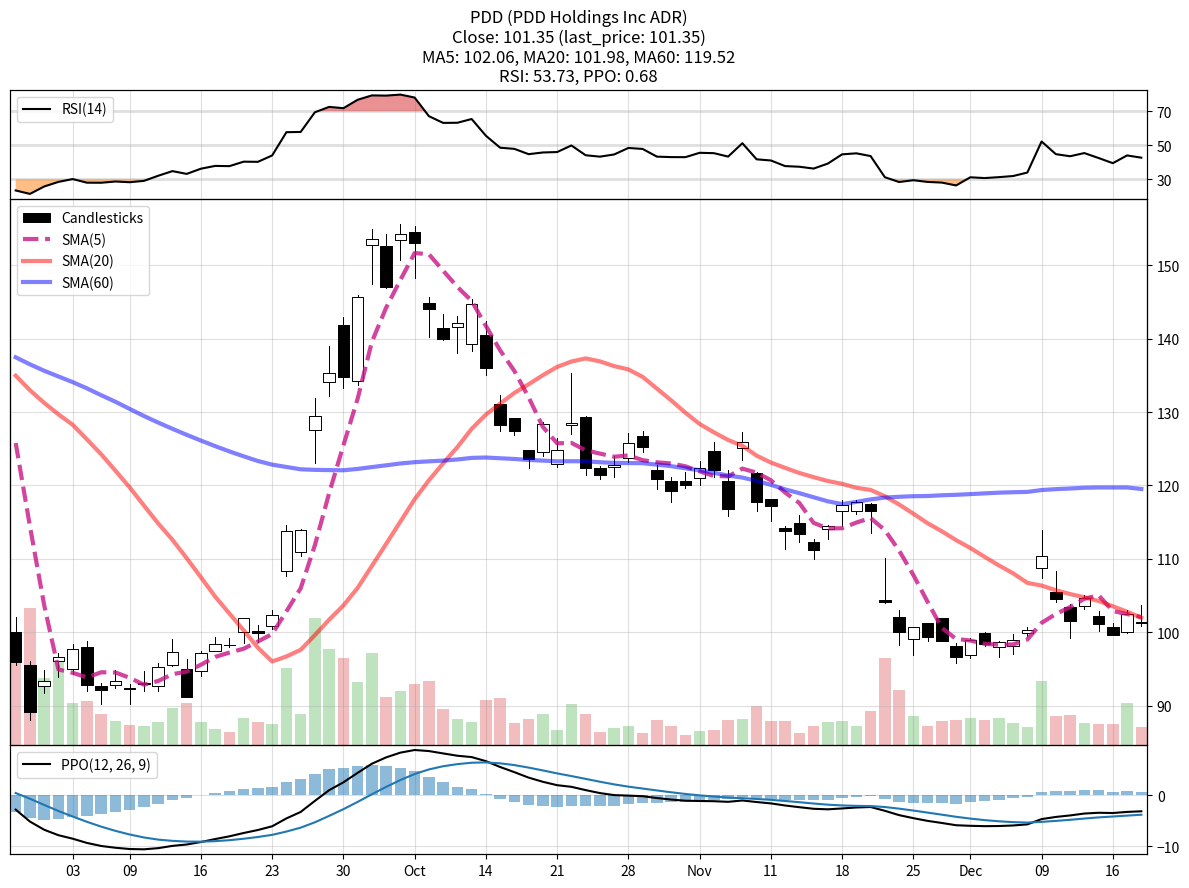 PDD (PDD Holdings Inc ADR)
Close: 101.35 (last_price: 101.35)
MA5: 102.06, MA20: 101.98, MA60: 119.52
RSI: 53.73, PPO: 0.68
RSI(14)
70
50
30
Candlesticks
SMA(5)
SMA(20)
SMA(60)
150
140
130
120
110
100
90
PPO(12, 26, 9)
0
−10
03 09 16 23 30 Oct 14 21 28 Nov 11 18 25 Dec 09 16